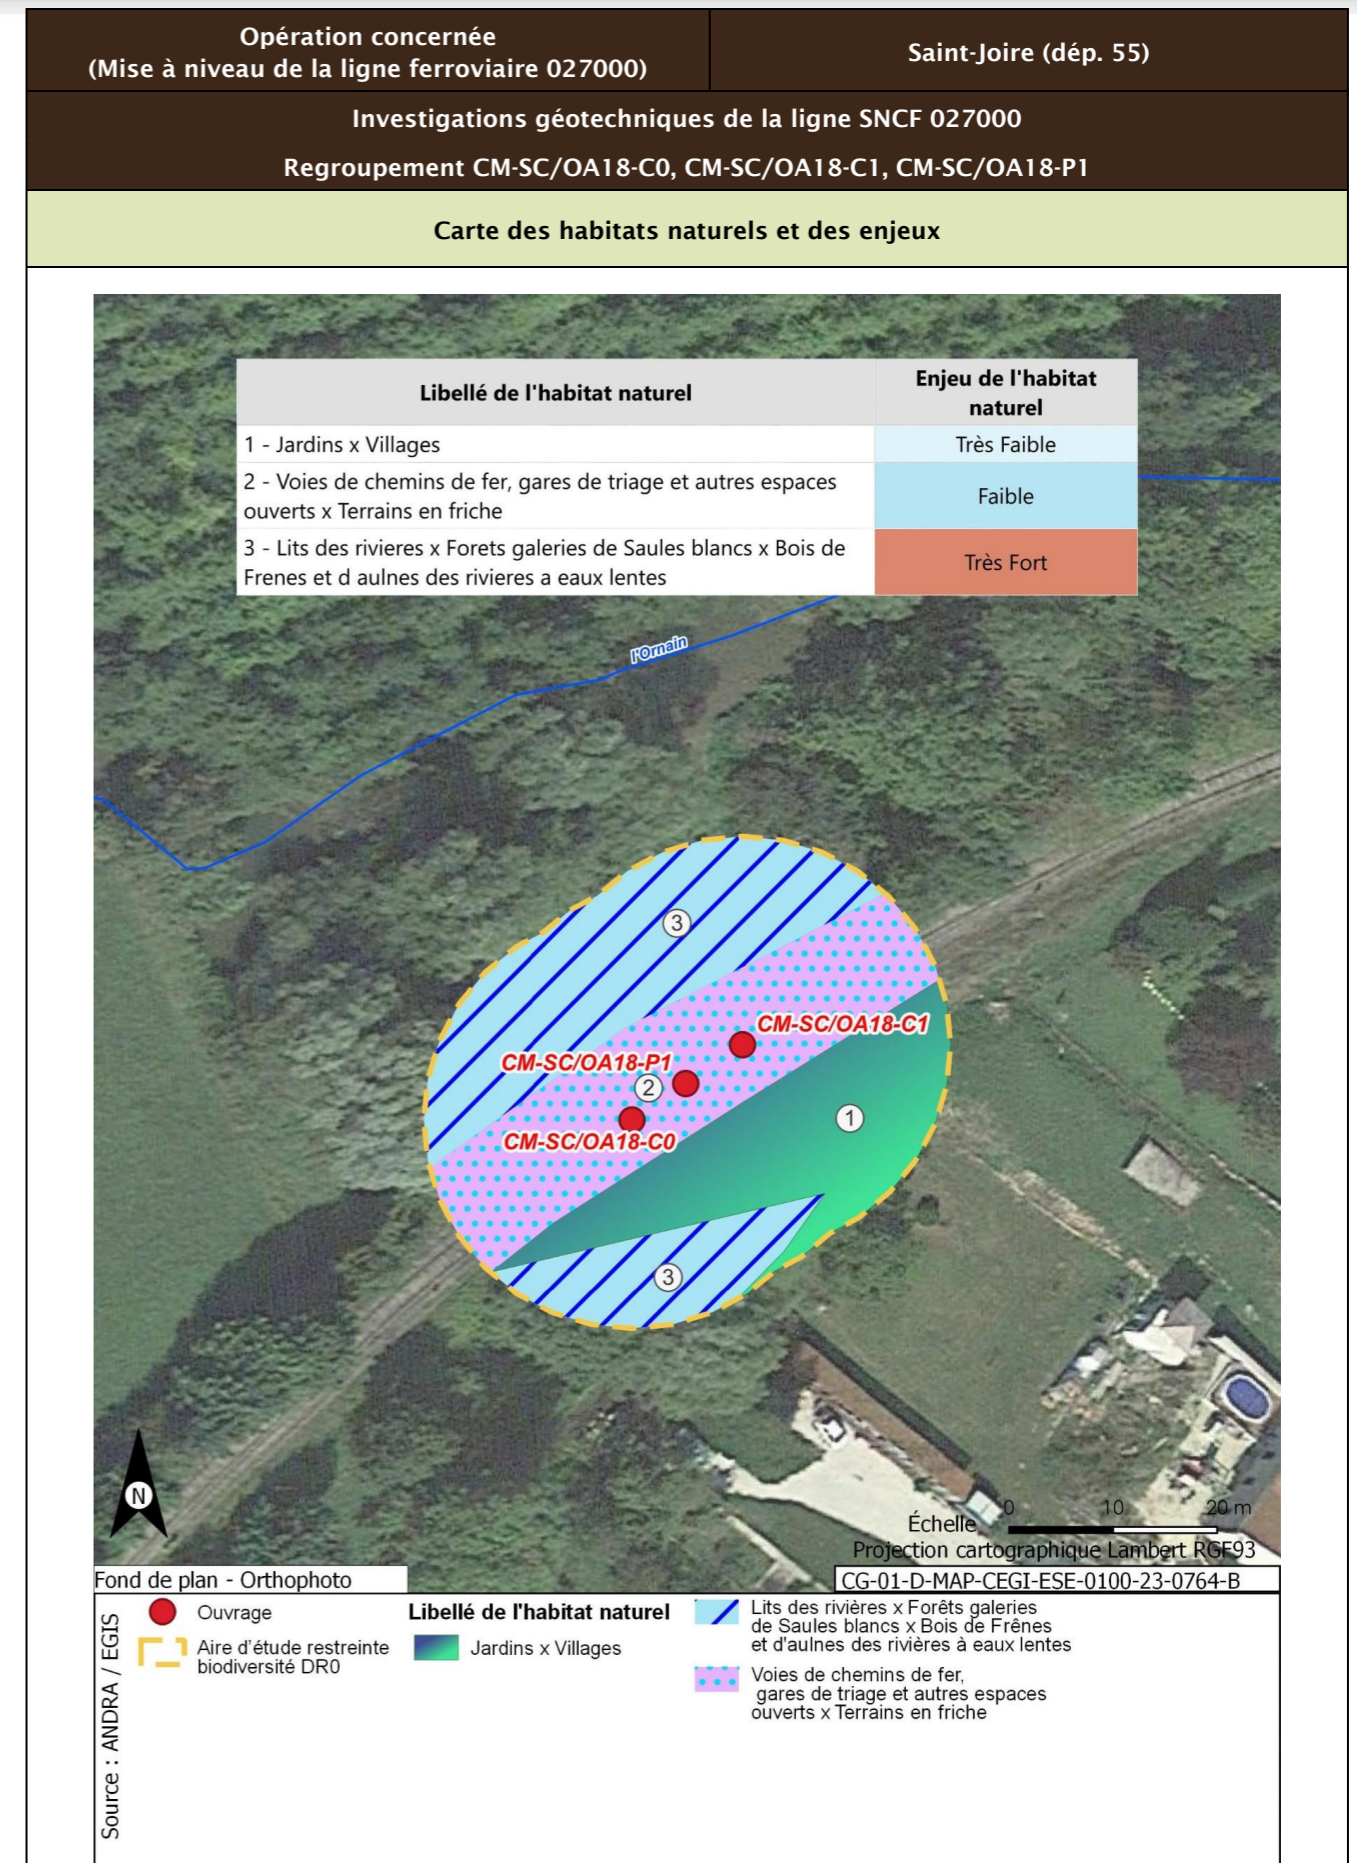 Opération concernée
(Mise à niveau de la ligne ferroviaire 027000)
Saint-Joire (dép. 55)
Investigations géotechniques de la ligne SNCF 027000
Regroupement CM-SC/OA18-C0, CM-SC/OA18-C1, CM-SC/OA18-P1
Carte des habitats naturels et des enjeux
Libellé de l'habitat naturel
Enjeu de l'habitat
naturel
1 - Jardins x Villages
Très Faible
2 - Voies de chemins de fer, gares de triage et autres espaces
ouverts x Terrains en friche
Faible
3 - Lits des rivieres x Forets galeries de Saules blancs x Bois de
Frenes et d aulnes des rivieres a eaux lentes
Très Fort
l'Ornain
3
CM-SC/OA18-C1
CM-SC/OA18-P1
2
1
CM-SC/OA18-C0
3
N
0 10 20 m
Échelle
Projection cartographique Lambert RGF93
Fond de plan - Orthophoto
CG-01-D-MAP-CEGI-ESE-0100-23-0764-B
Source : ANDRA / EGIS
Ouvrage
Aire d'étude restreinte
biodiversité DR0
Libellé de l'habitat naturel
Jardins x Villages
Lits des rivières x Forêts galeries
de Saules blancs x Bois de Frênes
et d'aulnes des rivières à eaux lentes
Voies de chemins de fer,
gares de triage et autres espaces
ouverts x Terrains en friche